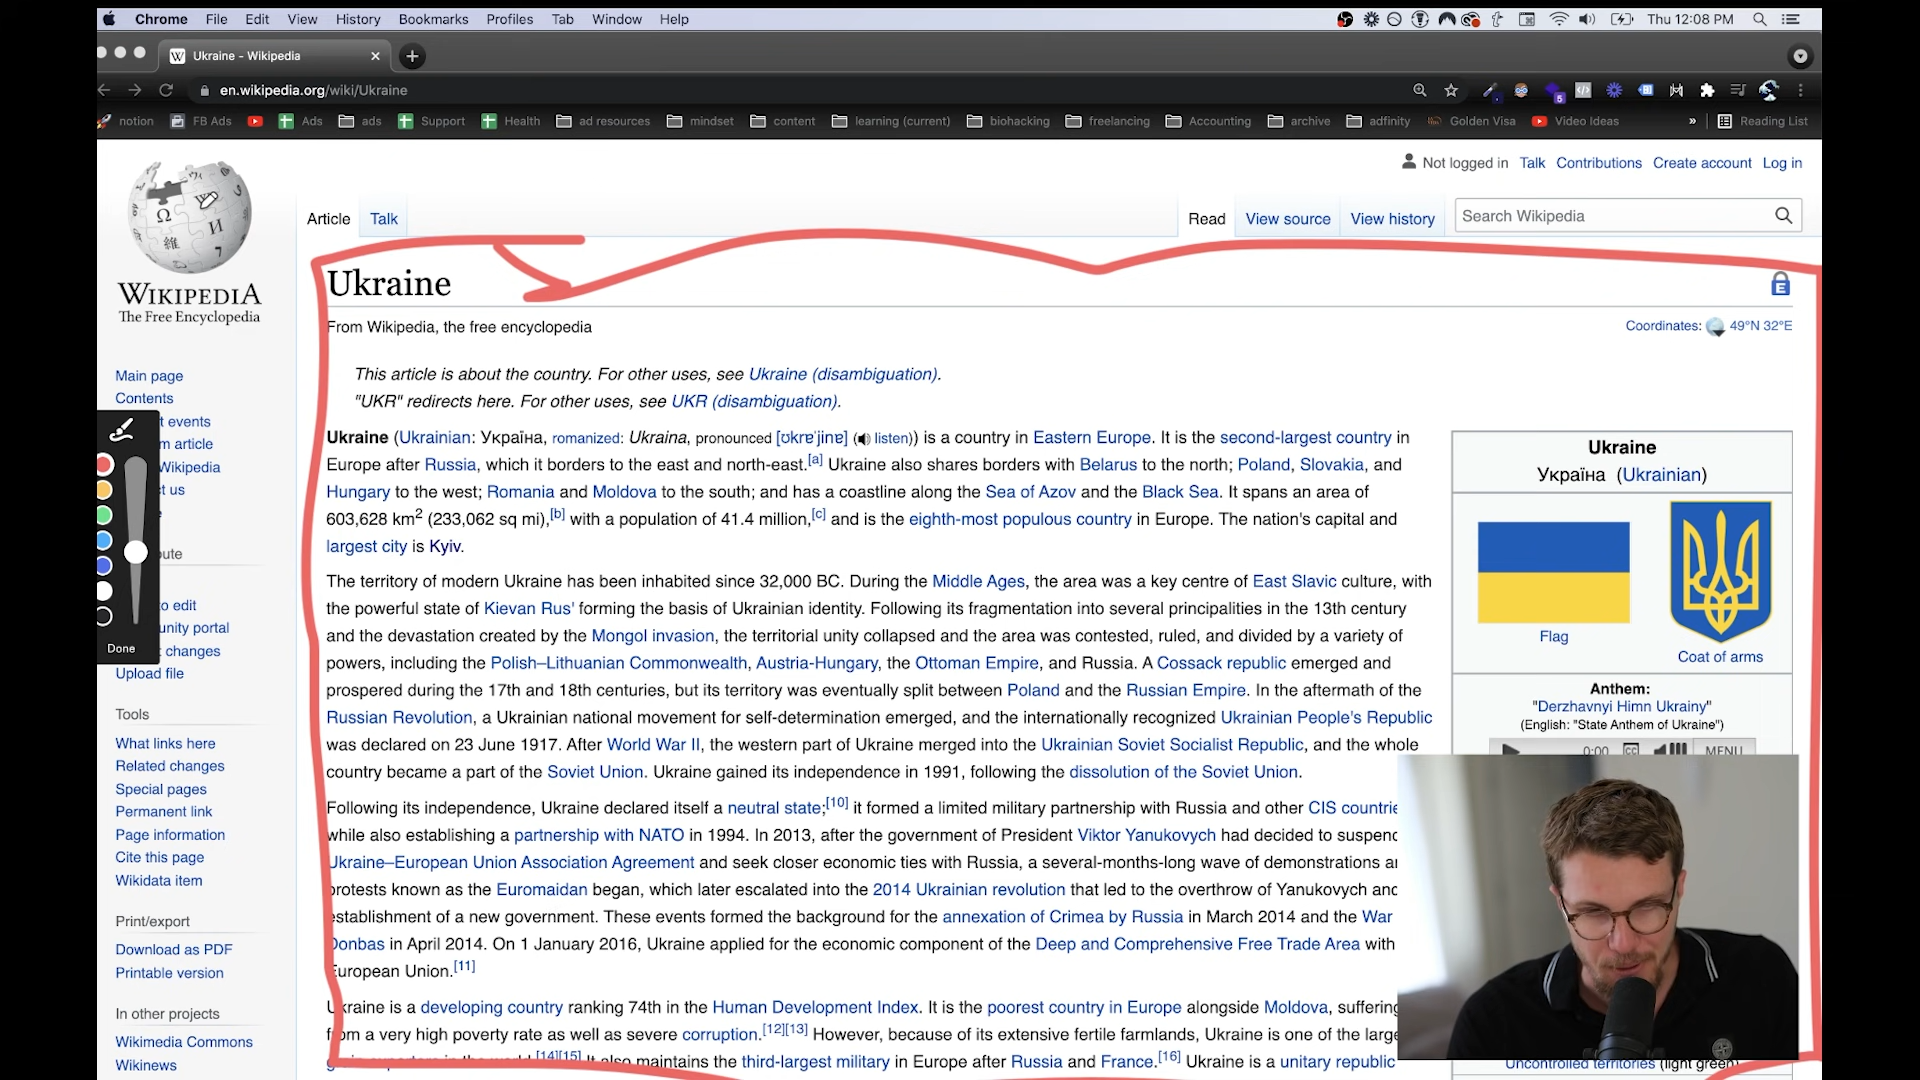 Chrome File Edit View History Bookmarks Profiles Tab Window Help Thu 12:08 PM
Ukraine - Wikipedia
en.wikipedia.org/wiki/Ukraine
5
notion FB Ads Ads ads Support Health ad resources mindset content learning (current) biohacking freelancing Accounting archive adfinity Golden Visa Video Ideas » Reading List
Not logged in Talk Contributions Create account Log in
Article Talk Read View source View history Search Wikipedia
WIKIPEDIA
The Free Encyclopedia
Main page
Contents
t events
m article
Wikipedia
ct us
e
oute
to edit
unity portal
t changes
Upload file
Done
Tools
What links here
Related changes
Special pages
Permanent link
Page information
Cite this page
Wikidata item
Print/export
Download as PDF
Printable version
In other projects
Wikimedia Commons
Wikinews
Ukraine
From Wikipedia, the free encyclopedia
Coordinates: 49°N 32°E
This article is about the country. For other uses, see Ukraine (disambiguation).
"UKR" redirects here. For other uses, see UKR (disambiguation).
Ukraine (Ukrainian: Україна, romanized: Ukraina, pronounced [ʊkrɐˈjinɐ] (listen)) is a country in Eastern Europe. It is the second-largest country in
Europe after Russia, which it borders to the east and north-east.[a] Ukraine also shares borders with Belarus to the north; Poland, Slovakia, and
Hungary to the west; Romania and Moldova to the south; and has a coastline along the Sea of Azov and the Black Sea. It spans an area of
603,628 km2 (233,062 sq mi),[b] with a population of 41.4 million,[c] and is the eighth-most populous country in Europe. The nation's capital and
largest city is Kyiv.
The territory of modern Ukraine has been inhabited since 32,000 BC. During the Middle Ages, the area was a key centre of East Slavic culture, with
the powerful state of Kievan Rus' forming the basis of Ukrainian identity. Following its fragmentation into several principalities in the 13th century
and the devastation created by the Mongol invasion, the territorial unity collapsed and the area was contested, ruled, and divided by a variety of
powers, including the Polish–Lithuanian Commonwealth, Austria-Hungary, the Ottoman Empire, and Russia. A Cossack republic emerged and
prospered during the 17th and 18th centuries, but its territory was eventually split between Poland and the Russian Empire. In the aftermath of the
Russian Revolution, a Ukrainian national movement for self-determination emerged, and the internationally recognized Ukrainian People's Republic
was declared on 23 June 1917. After World War II, the western part of Ukraine merged into the Ukrainian Soviet Socialist Republic, and the whole
country became a part of the Soviet Union. Ukraine gained its independence in 1991, following the dissolution of the Soviet Union.
Following its independence, Ukraine declared itself a neutral state;[10] it formed a limited military partnership with Russia and other CIS countrie
while also establishing a partnership with NATO in 1994. In 2013, after the government of President Viktor Yanukovych had decided to suspend
Ukraine–European Union Association Agreement and seek closer economic ties with Russia, a several-months-long wave of demonstrations a
protests known as the Euromaidan began, which later escalated into the 2014 Ukrainian revolution that led to the overthrow of Yanukovych and
establishment of a new government. These events formed the background for the annexation of Crimea by Russia in March 2014 and the War
Donbas in April 2014. On 1 January 2016, Ukraine applied for the economic component of the Deep and Comprehensive Free Trade Area with
European Union.[11]
Ukraine is a developing country ranking 74th in the Human Development Index. It is the poorest country in Europe alongside Moldova, suffering
from a very high poverty rate as well as severe corruption.[12][13] However, because of its extensive fertile farmlands, Ukraine is one of the large
[14][15] It also maintains the third-largest military in Europe after Russia and France.[16] Ukraine is a unitary republic
Ukraine
Україна (Ukrainian)
Flag
Coat of arms
Anthem:
"Derzhavnyi Himn Ukrainy"
(English: "State Anthem of Ukraine")
0:00 MENU
Uncontrolled territories (light green)